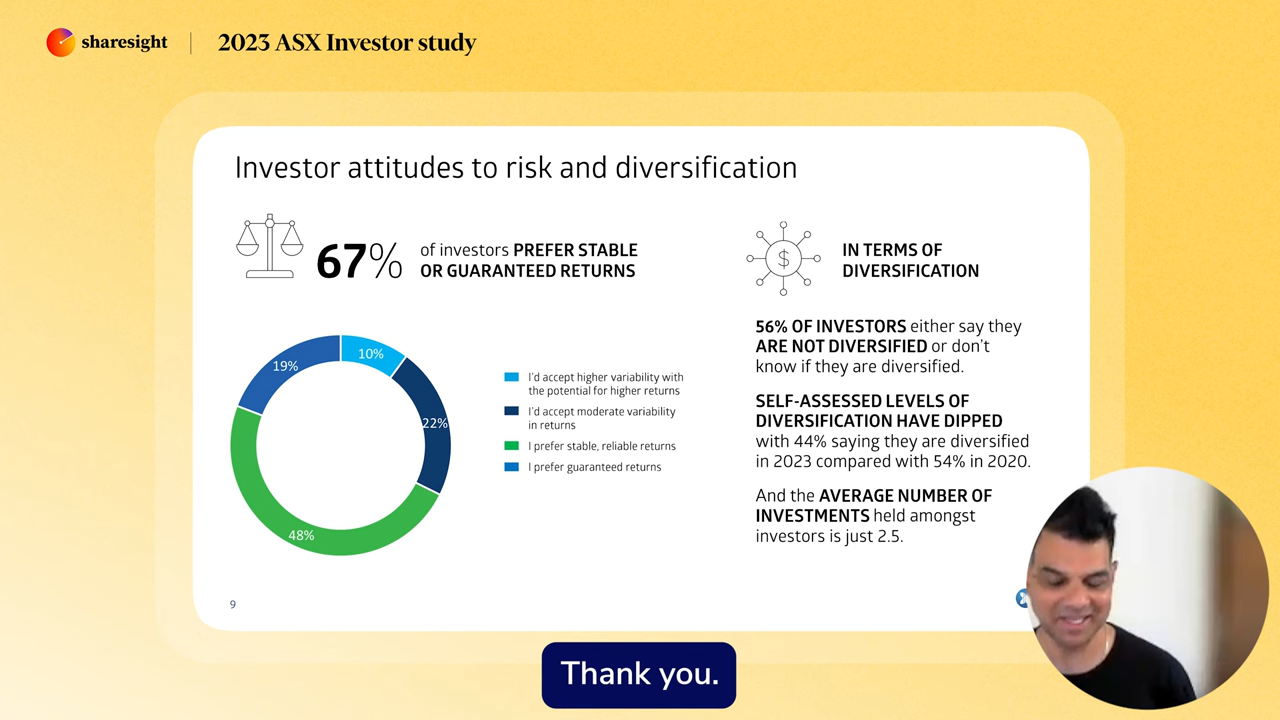 sharesight
2023 ASX Investor study
Investor attitudes to risk and diversification
67%
of investors PREFER STABLE
OR GUARANTEED RETURNS
10%
22%
48%
19%
I'd accept higher variability with
the potential for higher returns
I'd accept moderate variability
in returns
I prefer stable, reliable returns
I prefer guaranteed returns
$
IN TERMS OF
DIVERSIFICATION
56% OF INVESTORS either say they
ARE NOT DIVERSIFIED or don't
know if they are diversified.
SELF-ASSESSED LEVELS OF
DIVERSIFICATION HAVE DIPPED
with 44% saying they are diversified
in 2023 compared with 54% in 2020.
And the AVERAGE NUMBER OF
INVESTMENTS held amongst
investors is just 2.5.
9
Thank you.